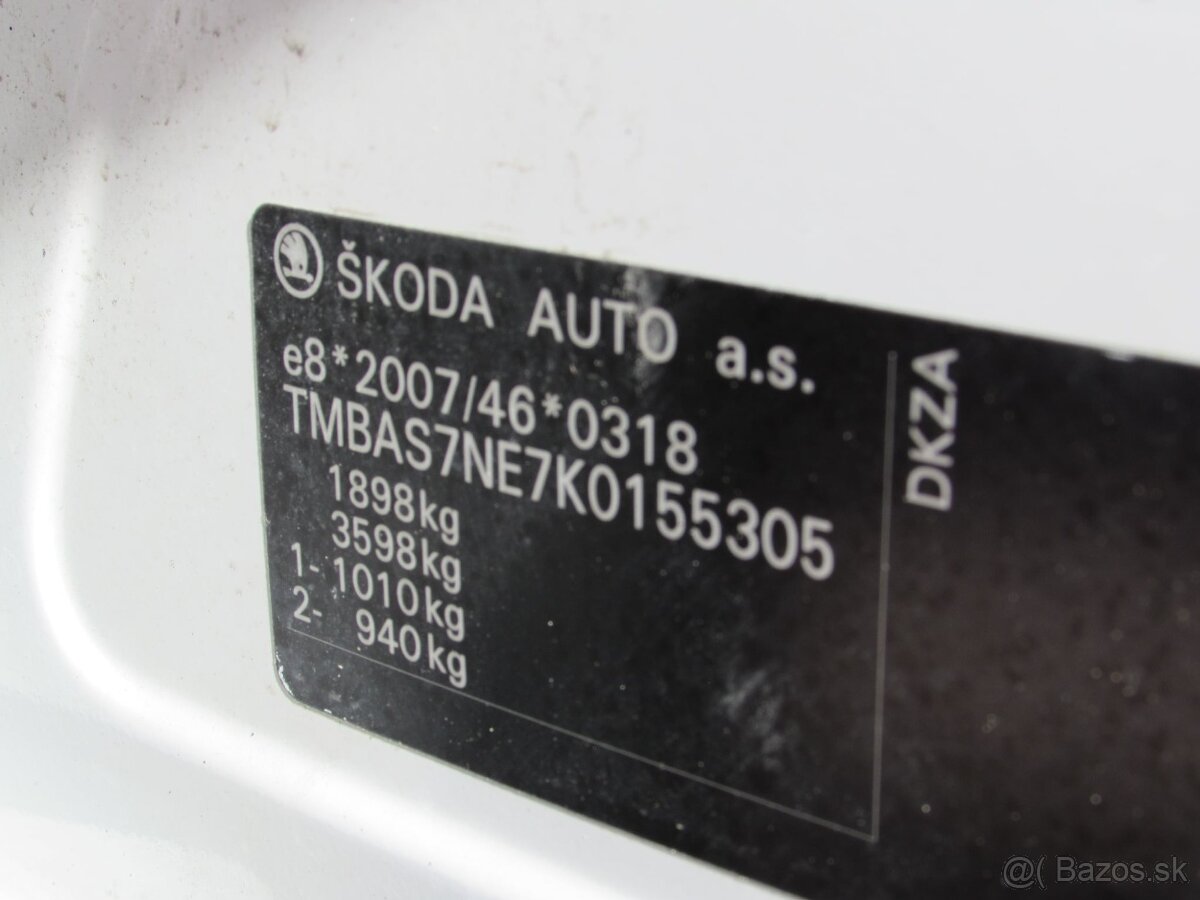 ŠKODA AUTO a.s.
e8*2007/46*0318
TMBAS7NE7K0155305
1898kg
3598kg
1- 1010kg
2- 940kg
DKZA
@( Bazos.sk